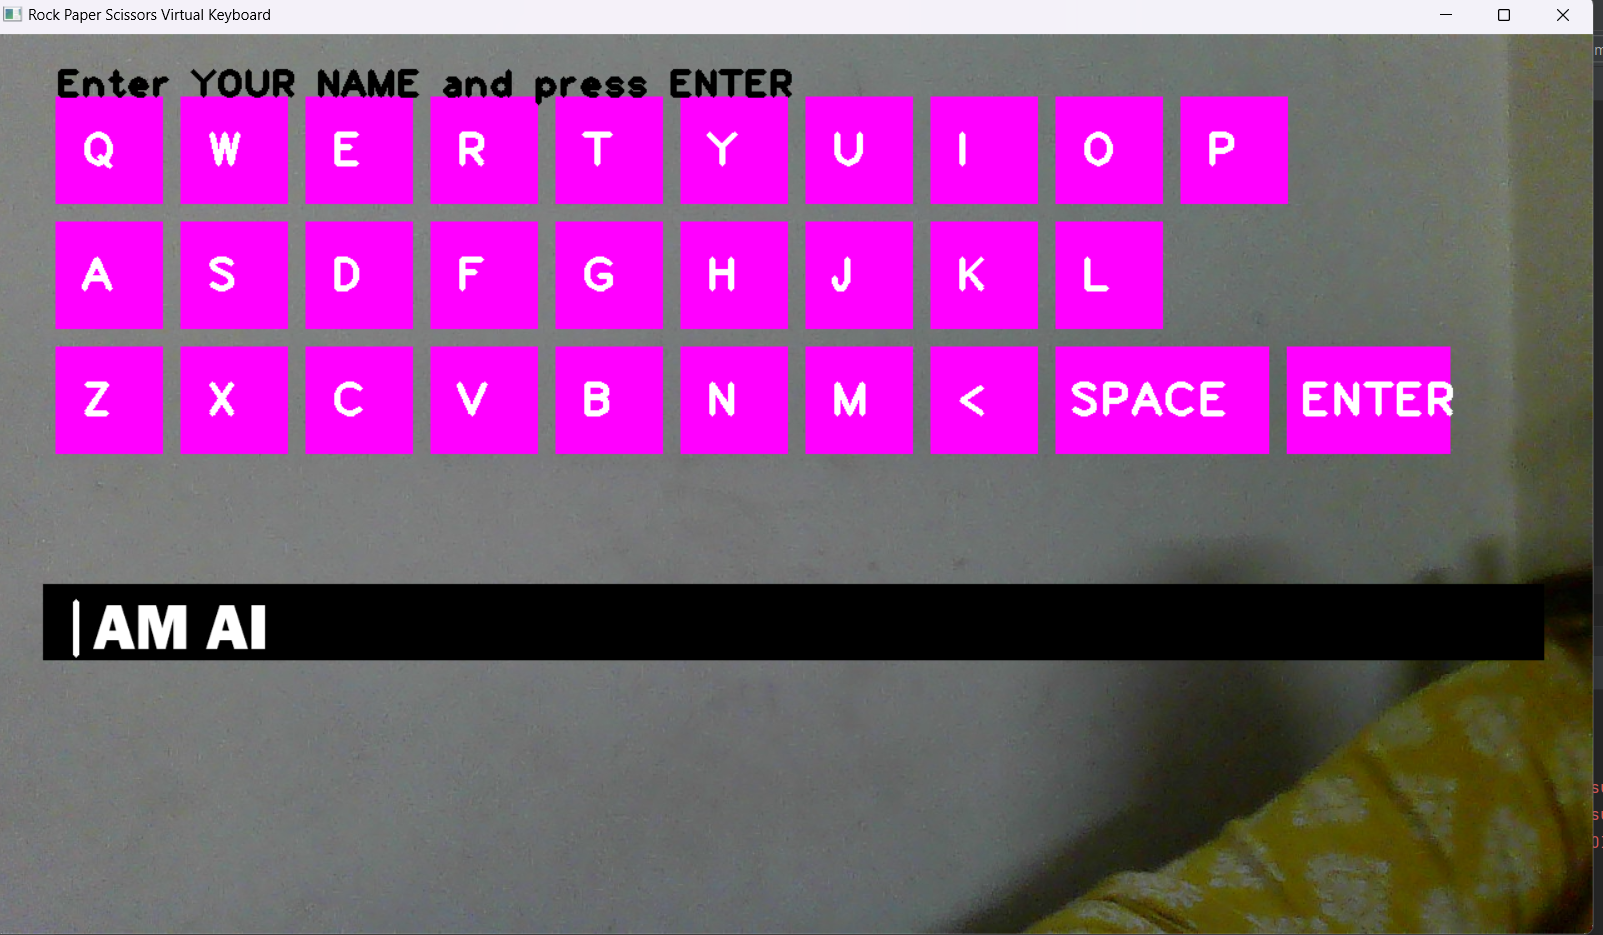 Rock Paper Scissors Virtual Keyboard
Enter YOUR NAME and press ENTER
Q W E R T Y U I O P
A S D F G H J K L
Z X C V B N M < SPACE ENTER
| AM AI